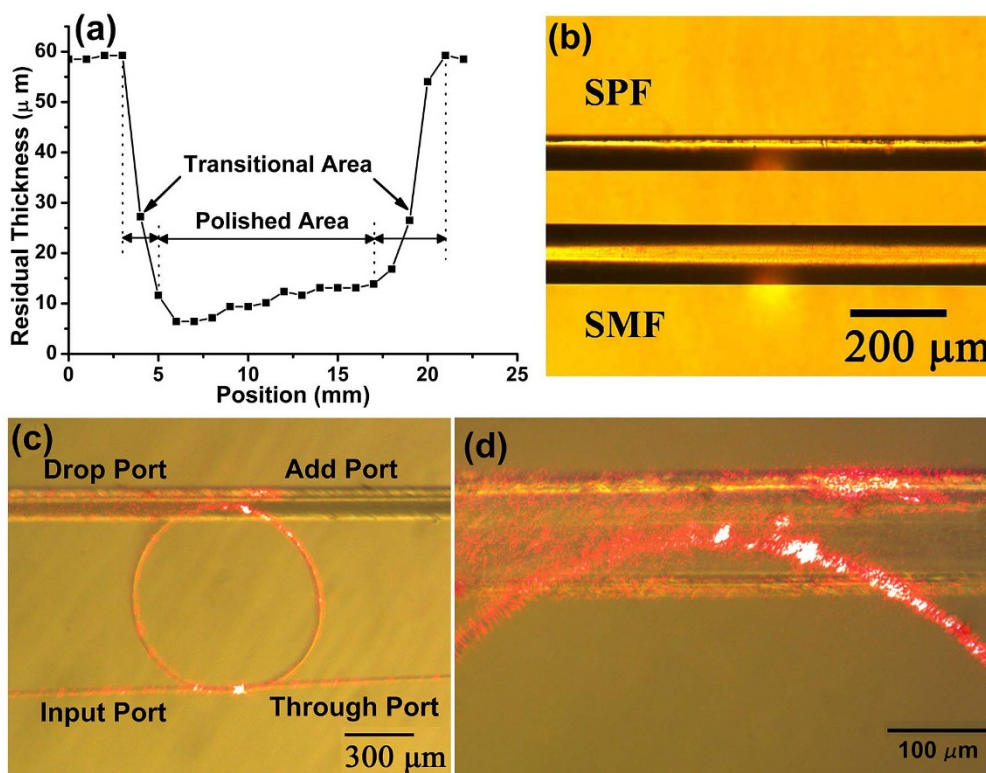 (a)
Residual Thickness (μ m)
60
50
40
30
20
10
0
Transitional Area
Polished Area
0 5 10 15 20 25
Position (mm)
(b)
SPF
SMF
200 μm
(c)
Drop Port Add Port
Input Port Through Port
300 μm
(d)
100 μm